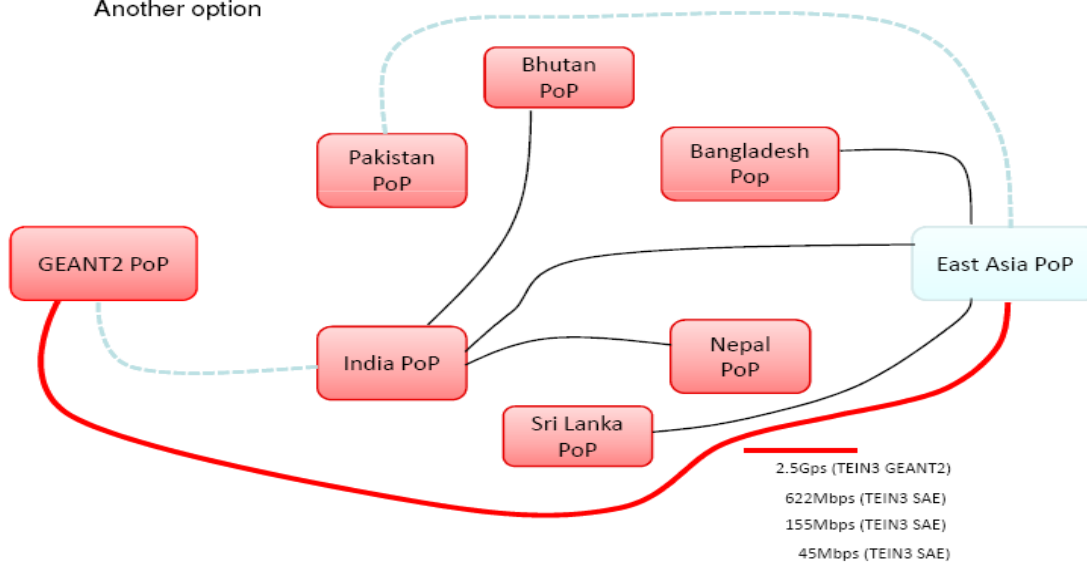 Another option
Bhutan
PoP
Pakistan
PoP
Bangladesh
Pop
GEANT2 PoP
East Asia PoP
India PoP
Nepal
PoP
Sri Lanka
PoP
2.5Gps (TEIN3 GEANT2)
622Mbps (TEIN3 SAE)
155Mbps (TEIN3 SAE)
45Mbps (TEIN3 SAE)